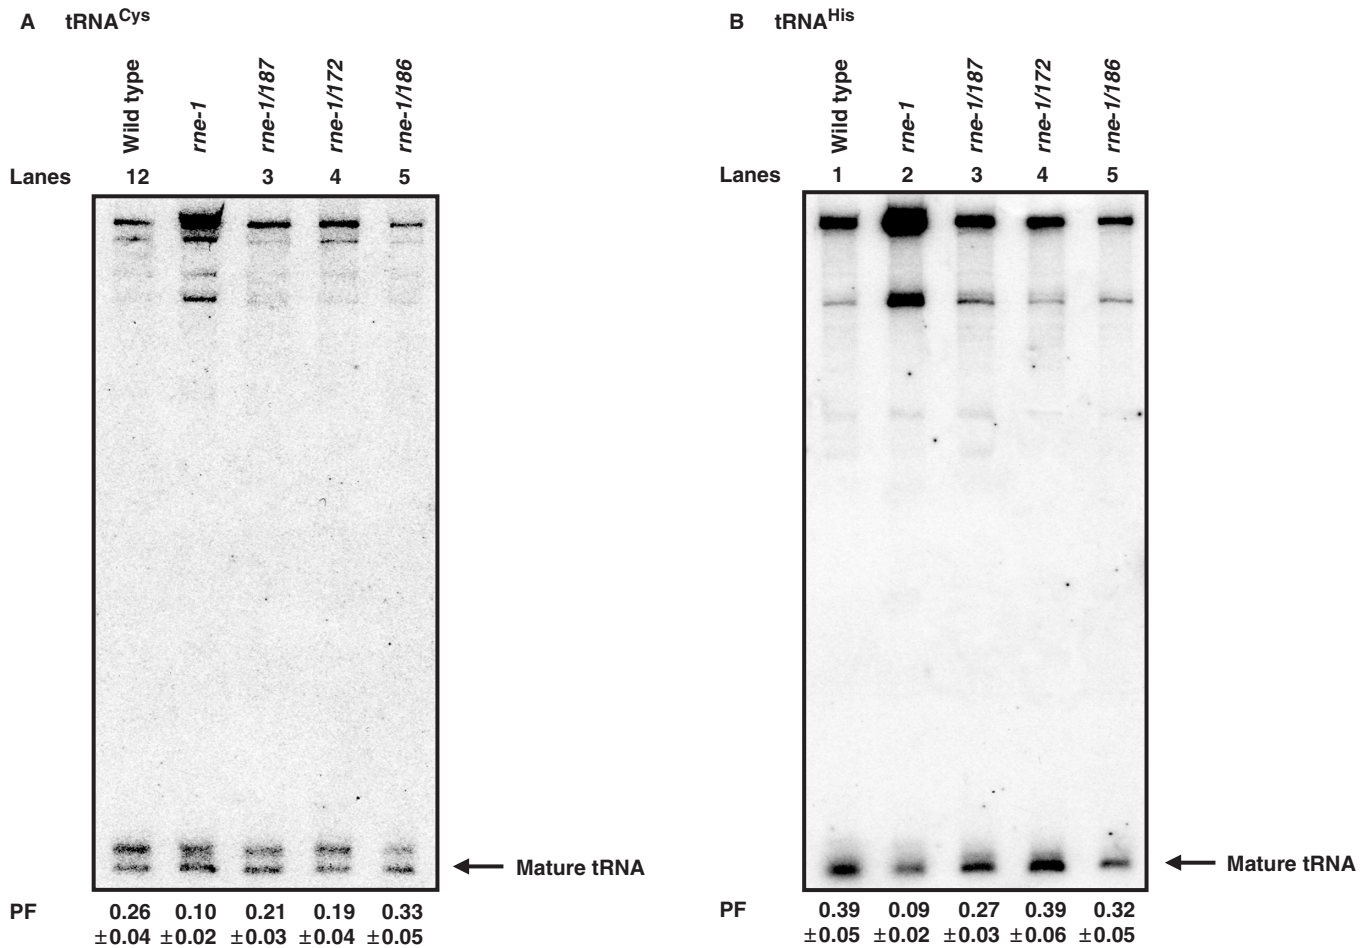 A tRNA^Cys
Wild type
rne-1
rne-1/187
rne-1/172
rne-1/186
Lanes 12 3 4 5
Mature tRNA
PF 0.26 0.10 0.21 0.19 0.33
±0.04 ±0.02 ±0.03 ±0.04 ±0.05
B tRNA^His
Wild type
rne-1
rne-1/187
rne-1/172
rne-1/186
Lanes 1 2 3 4 5
Mature tRNA
PF 0.39 0.09 0.27 0.39 0.32
±0.05 ±0.02 ±0.03 ±0.06 ±0.05